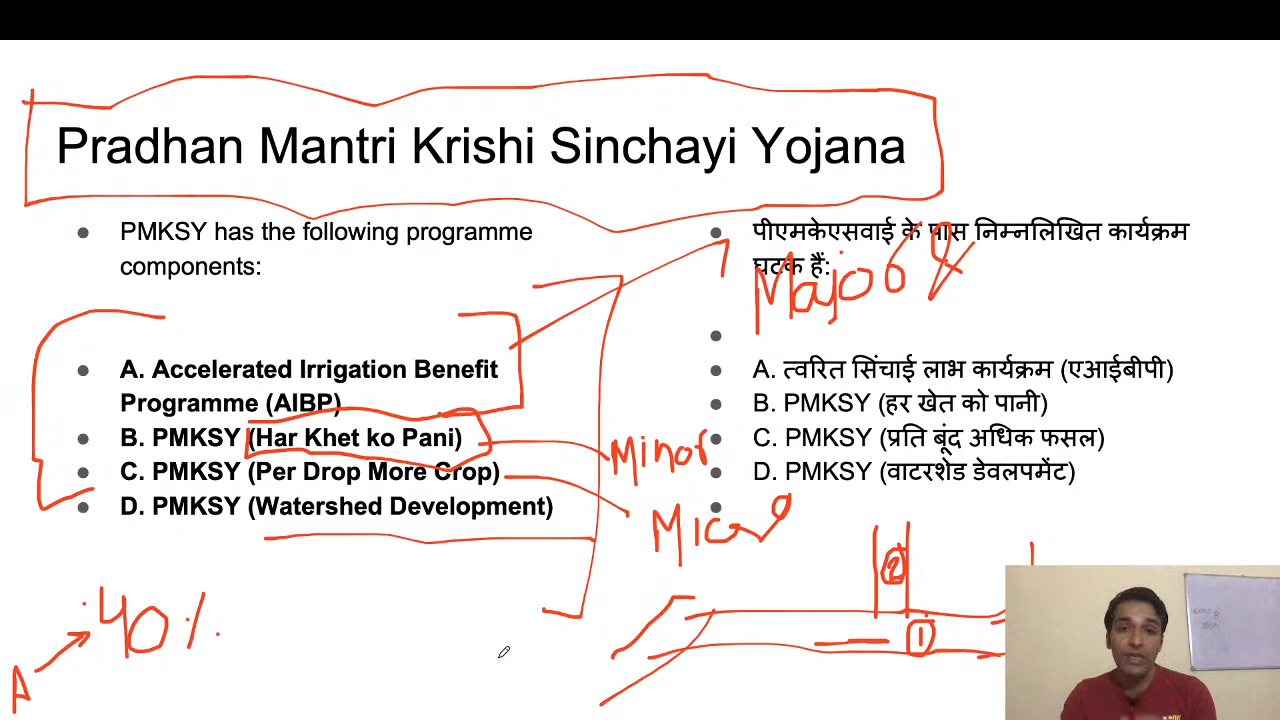 Pradhan Mantri Krishi Sinchayi Yojana
PMKSY has the following programme
components:
A. Accelerated Irrigation Benefit
Programme (AIBP)
B. PMKSY (Har Khet ko Pani)
C. PMKSY (Per Drop More Crop)
D. PMKSY (Watershed Development)
पीएमकेएसवाई के पास निम्नलिखित कार्यक्रम
घटक हैं:
A. त्वरित सिंचाई लाभ कार्यक्रम (एआईबीपी)
B. PMKSY (हर खेत को पानी)
C. PMKSY (प्रति बूंद अधिक फसल)
D. PMKSY (वाटरशेड डेवलपमेंट)
Minor
Micro
2
1
40%
A